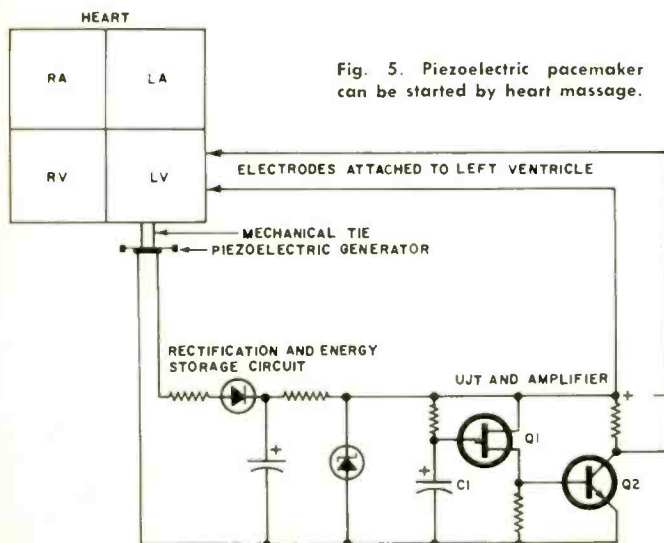 HEART
RA
LA
RV
LV
Fig. 5. Piezoelectric pacemaker
can be started by heart massage.
ELECTRODES ATTACHED TO LEFT VENTRICLE
MECHANICAL TIE
PIEZOELECTRIC GENERATOR
RECTIFICATION AND ENERGY
STORAGE CIRCUIT
UJT AND AMPLIFIER
+
+
+
Q1
C1
Q2